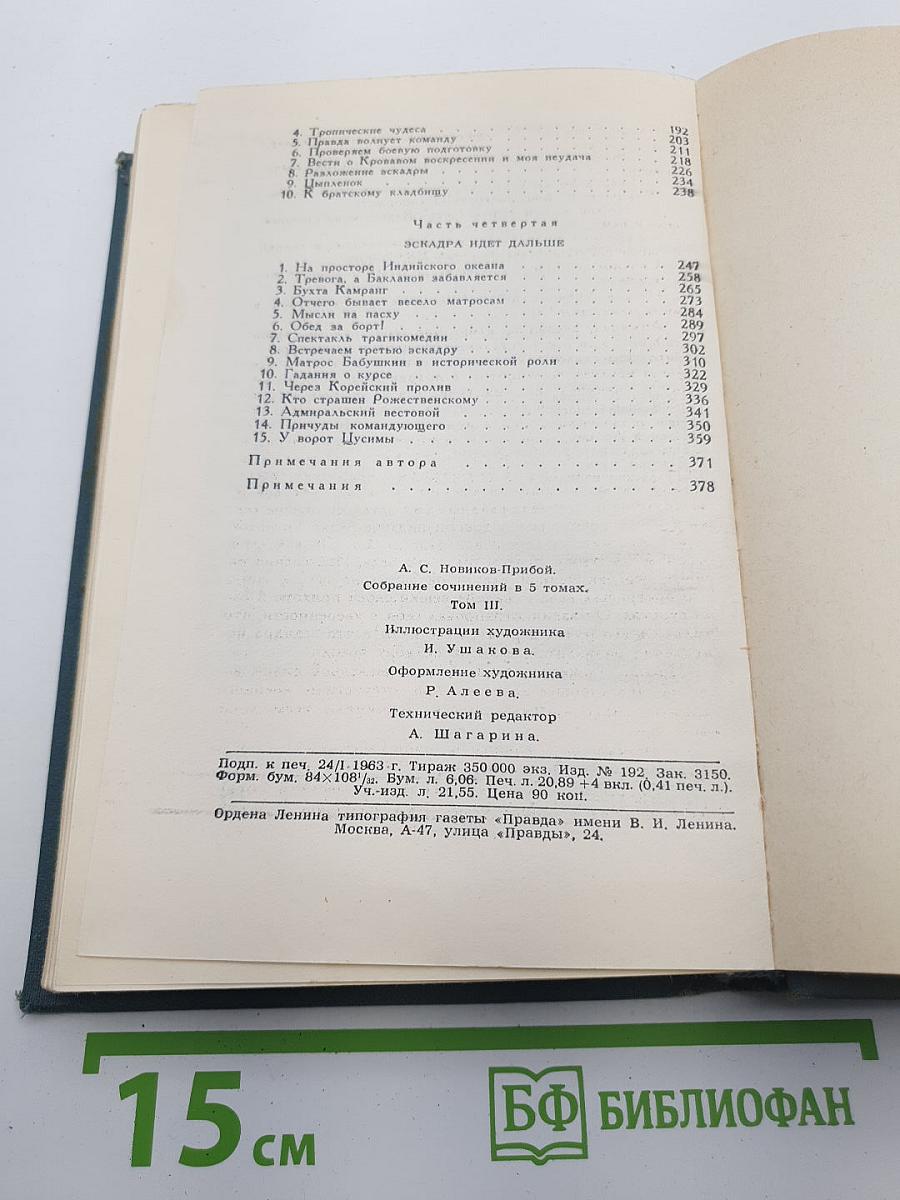 4. Тропические чудеса 192
5. Правда волнует команду 203
6. Проверяем боевую подготовку 211
7. Вести о Кровавом воскресении и моя неудача 218
8. Разложение эскадры 226
9. Цыпленок 234
10. К братскому кладбищу 238
Часть четвертая
ЭСКАДРА ИДЕТ ДАЛЬШЕ
1. На просторе Индийского океана 247
2. Тревога, а Бакланов забавляется 258
3. Бухта Камранг 265
4. Отчего бывает весело матросам 273
5. Мысли на пасху 284
6. Обед за борт! 289
7. Спектакль трагикомедии 297
8. Встречаем третью эскадру 302
9. Матрос Бабушкин в исторической роли 310
10. Гадания о курсе 322
11. Через Корейский пролив 329
12. Кто страшен Рожественскому 336
13. Адмиральский вестовой 341
14. Причуды командующего 350
15. У ворот Цусимы 359
Примечания автора 371
Примечания 378
А. С. Новиков-Прибой.
Собрание сочинений в 5 томах.
Том III.
Иллюстрации художника
И. Ушакова.
Оформление художника
Р. Алеева.
Технический редактор
А. Шагарина.
Подп. к печ. 24/I 1963 г. Тираж 350 000 экз. Изд. № 192. Зак. 3150.
Форм. бум. 84×108¹/₃₂. Бум. л. 6,06. Печ. л. 20,89 + 4 вкл. (0,41 печ. л.).
Уч.-изд. л. 21,55. Цена 90 коп.
Ордена Ленина типография газеты «Правда» имени В. И. Ленина.
Москва, А-47, улица «Правды», 24.
15 см
БФ БИБЛИОФАН